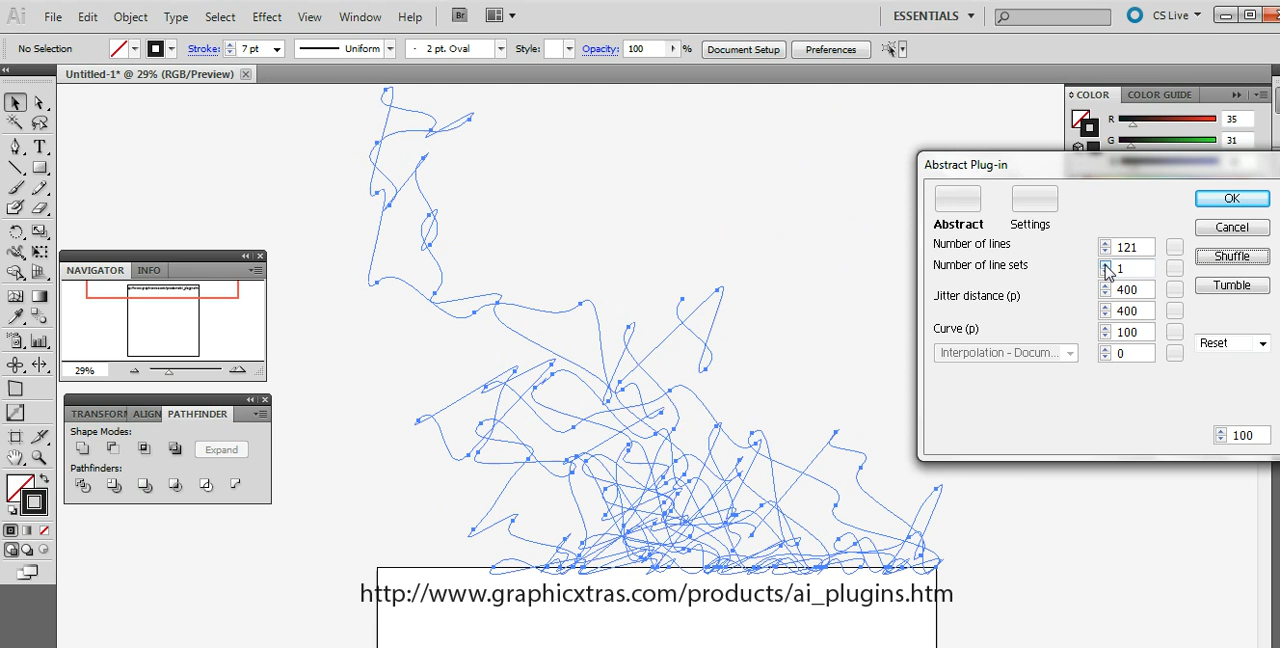 Ai File Edit Object Type Select Effect View Window Help Br ESSENTIALS CS Live
No Selection Stroke: 7 pt Uniform 2 pt. Oval Style: Opacity: 100 % Document Setup Preferences
Untitled-1* @ 29% (RGB/Preview)
COLOR COLOR GUIDE
R 35
G 31
Abstract Plug-in
OK
Abstract Settings
Cancel
Number of lines 121
Number of line sets 1
Shuffle
Jitter distance (p) 400
Tumble
400
Curve (p) 100
Reset
Interpolation - Docum... 0
100
NAVIGATOR INFO
29%
TRANSFORM ALIGN PATHFINDER
Shape Modes:
Expand
Pathfinders:
http://www.graphicxtras.com/products/ai_plugins.htm